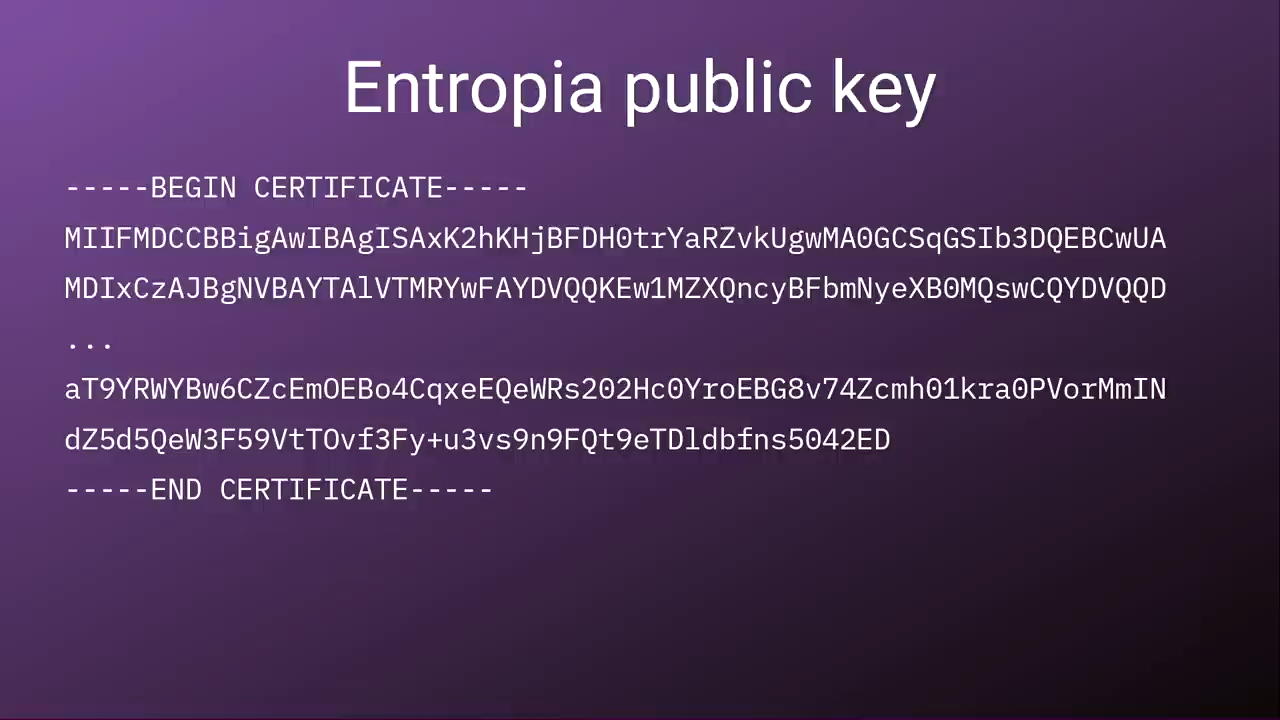 Entropia public key
-----BEGIN CERTIFICATE-----
MIIFMDCCBBigAwIBAgISAxK2hKHjBFDH0trYaRZvkUgwMA0GCSqGSIb3DQEBCwUA
MDIxCzAJBgNVBAYTAlVTMRYwFAYDVQQKEw1MZXQncyBFbmNyeXB0MQswCQYDVQQD
...
aT9YRWYBw6CZcEmOEBo4CqxeEQeWRs202Hc0YroEBG8v74Zcmh01kra0PVorMmIN
dZ5d5QeW3F59VtTOvf3Fy+u3vs9n9FQt9eTDldbfns5042ED
-----END CERTIFICATE-----